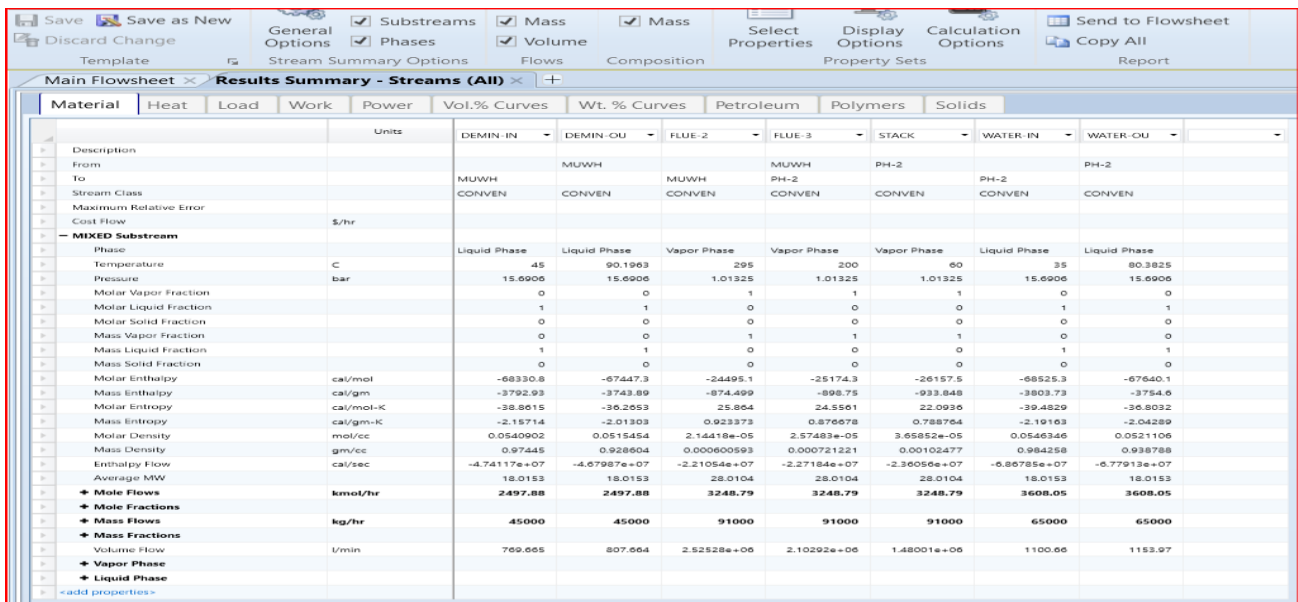 Save Save as New
Discard Change
Template
General Options
Substreams
Phases
Stream Summary Options
Mass
Volume
Flows
Mass
Composition
Select Properties
Display Options
Calculation Options
Property Sets
Send to Flowsheet
Copy All
Report
Main Flowsheet × Results Summary - Streams (All) × +
Material Heat Load Work Power Vol.% Curves Wt. % Curves Petroleum Polymers Solids
Units DEMIN-IN DEMIN-OU FLUE-2 FLUE-3 STACK WATER-IN WATER-OU
Description
From MUWH MUWH PH-2 PH-2
To MUWH MUWH PH-2 PH-2
Stream Class CONVEN CONVEN CONVEN CONVEN CONVEN CONVEN CONVEN
Maximum Relative Error
Cost Flow $/hr
− MIXED Substream
Phase Liquid Phase Liquid Phase Vapor Phase Vapor Phase Vapor Phase Liquid Phase Liquid Phase
Temperature C 45 90.1963 295 200 60 35 80.3825
Pressure bar 15.6906 15.6906 1.01325 1.01325 1.01325 15.6906 15.6906
Molar Vapor Fraction 0 0 1 1 1 0 0
Molar Liquid Fraction 1 1 0 0 0 1 1
Molar Solid Fraction 0 0 0 0 0 0 0
Mass Vapor Fraction 0 0 1 1 1 0 0
Mass Liquid Fraction 1 1 0 0 0 1 1
Mass Solid Fraction 0 0 0 0 0 0 0
Molar Enthalpy cal/mol -68330.8 -67447.3 -24495.1 -25174.3 -26157.5 -68525.3 -67640.1
Mass Enthalpy cal/gm -3792.93 -3743.89 -874.499 -898.75 -933.848 -3803.73 -3754.6
Molar Entropy cal/mol-K -38.8615 -36.2653 25.864 24.5561 22.0936 -39.4829 -36.8032
Mass Entropy cal/gm-K -2.15714 -2.01303 0.923373 0.876678 0.788764 -2.19163 -2.04289
Molar Density mol/cc 0.0540902 0.0515454 2.14418e-05 2.57483e-05 3.65852e-05 0.0546346 0.0521106
Mass Density gm/cc 0.97445 0.928604 0.000600593 0.000721221 0.00102477 0.984258 0.938788
Enthalpy Flow cal/sec -4.74117e+07 -4.67987e+07 -2.21054e+07 -2.27184e+07 -2.36056e+07 -6.86785e+07 -6.77913e+07
Average MW 18.0153 18.0153 28.0104 28.0104 28.0104 18.0153 18.0153
+ Mole Flows kmol/hr 2497.88 2497.88 3248.79 3248.79 3248.79 3608.05 3608.05
+ Mole Fractions
+ Mass Flows kg/hr 45000 45000 91000 91000 91000 65000 65000
+ Mass Fractions
Volume Flow l/min 769.665 807.664 2.52528e+06 2.10292e+06 1.48001e+06 1100.66 1153.97
+ Vapor Phase
+ Liquid Phase
<add properties>